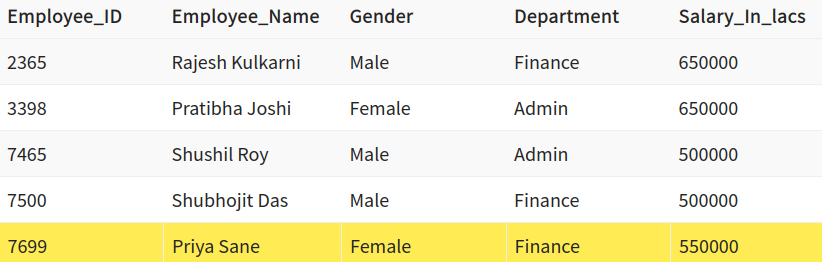 Employee_ID Employee_Name Gender Department Salary_In_lacs
2365 Rajesh Kulkarni Male Finance 650000
3398 Pratibha Joshi Female Admin 650000
7465 Shushil Roy Male Admin 500000
7500 Shubhojit Das Male Finance 500000
7699 Priya Sane Female Finance 550000